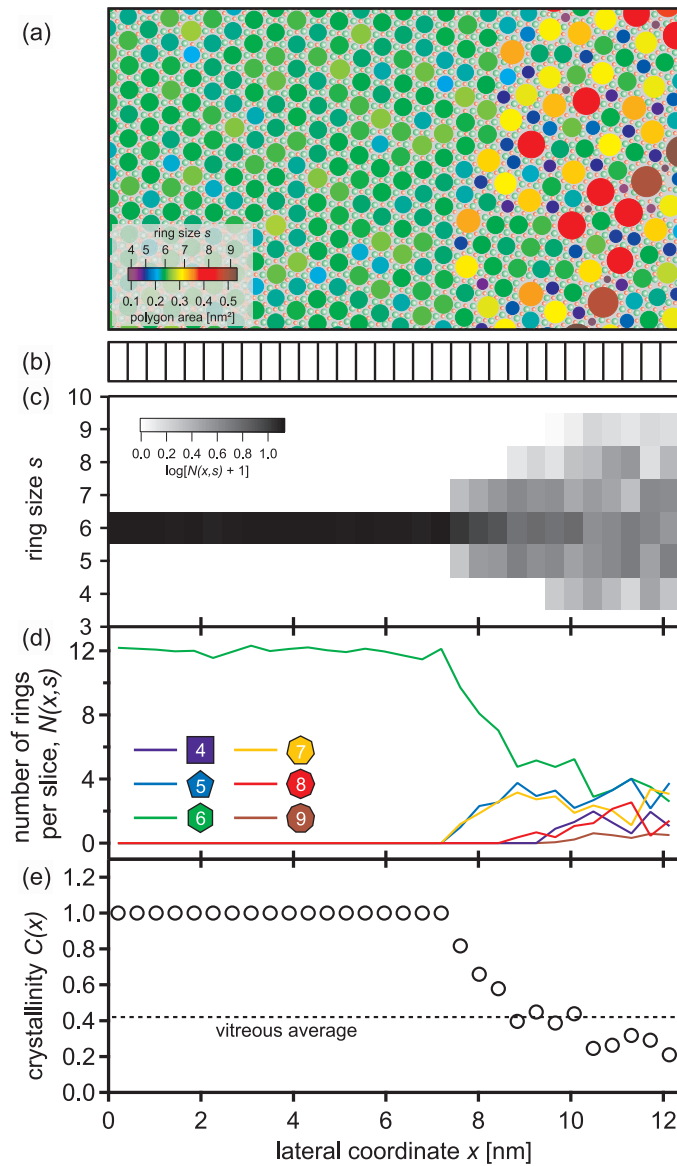 (a)
ring size s
4 5 6 7 8 9
0.1 0.2 0.3 0.4 0.5
polygon area [nm²]
(b)
(c)
10
9
8
7
6
5
4
3
ring size s
0.0 0.2 0.4 0.6 0.8 1.0
log[N(x,s) + 1]
(d)
12
8
4
0
number of rings
per slice, N(x,s)
4
7
5
8
6
9
(e)
1.2
1.0
0.8
0.6
0.4
0.2
0.0
crystallinity C(x)
vitreous average
0 2 4 6 8 10 12
lateral coordinate x [nm]